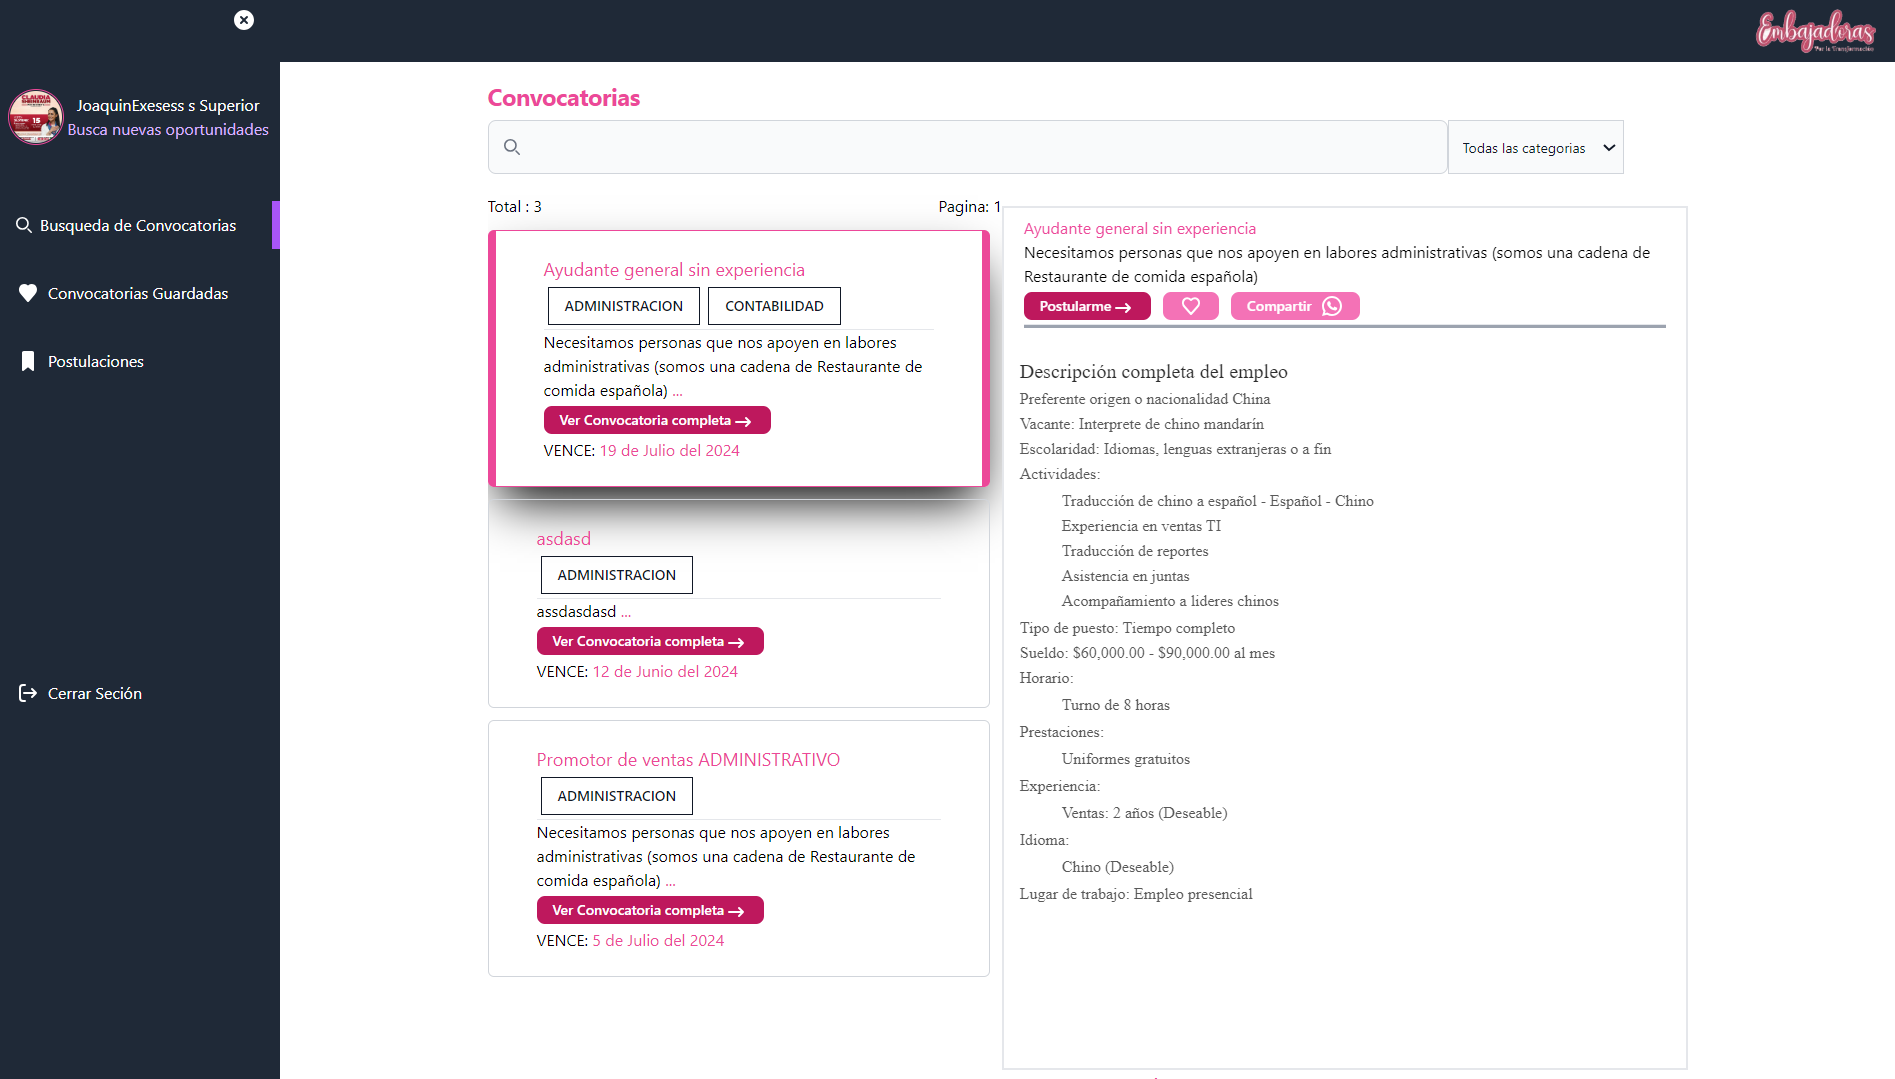 Embajadoras
Por la Transformación
CLAUDIA
SHEINBAUM
15
JoaquinExesess s Superior
Busca nuevas oportunidades
Busqueda de Convocatorias
Convocatorias Guardadas
Postulaciones
Cerrar Seción
Convocatorias
Todas las categorias
Total : 3
Pagina: 1
Ayudante general sin experiencia
ADMINISTRACION
CONTABILIDAD
Necesitamos personas que nos apoyen en labores
administrativas (somos una cadena de Restaurante de
comida española) ...
Ver Convocatoria completa →
VENCE: 19 de Julio del 2024
asdasd
ADMINISTRACION
assdasdasd ...
Ver Convocatoria completa →
VENCE: 12 de Junio del 2024
Promotor de ventas ADMINISTRATIVO
ADMINISTRACION
Necesitamos personas que nos apoyen en labores
administrativas (somos una cadena de Restaurante de
comida española) ...
Ver Convocatoria completa →
VENCE: 5 de Julio del 2024
Ayudante general sin experiencia
Necesitamos personas que nos apoyen en labores administrativas (somos una cadena de
Restaurante de comida española)
Postularme →
Compartir
Descripción completa del empleo
Preferente origen o nacionalidad China
Vacante: Interprete de chino mandarín
Escolaridad: Idiomas, lenguas extranjeras o a fin
Actividades:
Traducción de chino a español - Español - Chino
Experiencia en ventas TI
Traducción de reportes
Asistencia en juntas
Acompañamiento a lideres chinos
Tipo de puesto: Tiempo completo
Sueldo: $60,000.00 - $90,000.00 al mes
Horario:
Turno de 8 horas
Prestaciones:
Uniformes gratuitos
Experiencia:
Ventas: 2 años (Deseable)
Idioma:
Chino (Deseable)
Lugar de trabajo: Empleo presencial